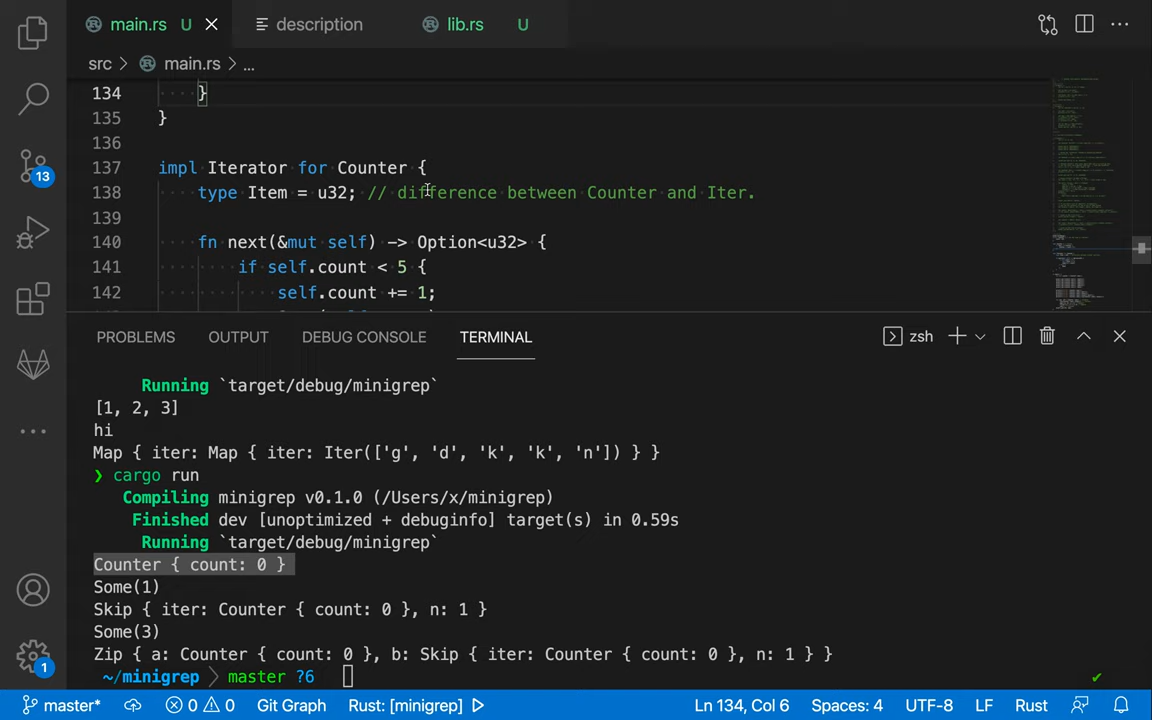 main.rs U description lib.rs U
src > main.rs > ...
134 }
135 }
136
137 impl Iterator for Counter {
138 type Item = u32; // difference between Counter and Iter.
139
140 fn next(&mut self) -> Option<u32> {
141 if self.count < 5 {
142 self.count += 1;
PROBLEMS OUTPUT DEBUG CONSOLE TERMINAL zsh
Running `target/debug/minigrep`
[1, 2, 3]
hi
Map { iter: Map { iter: Iter(['g', 'd', 'k', 'k', 'n']) } }
❯ cargo run
Compiling minigrep v0.1.0 (/Users/x/minigrep)
Finished dev [unoptimized + debuginfo] target(s) in 0.59s
Running `target/debug/minigrep`
Counter { count: 0 }
Some(1)
Skip { iter: Counter { count: 0 }, n: 1 }
Some(3)
Zip { a: Counter { count: 0 }, b: Skip { iter: Counter { count: 0 }, n: 1 } }
~/minigrep master ?6 ✔
13
1
master* 0 0 Git Graph Rust: [minigrep] Ln 134, Col 6 Spaces: 4 UTF-8 LF Rust